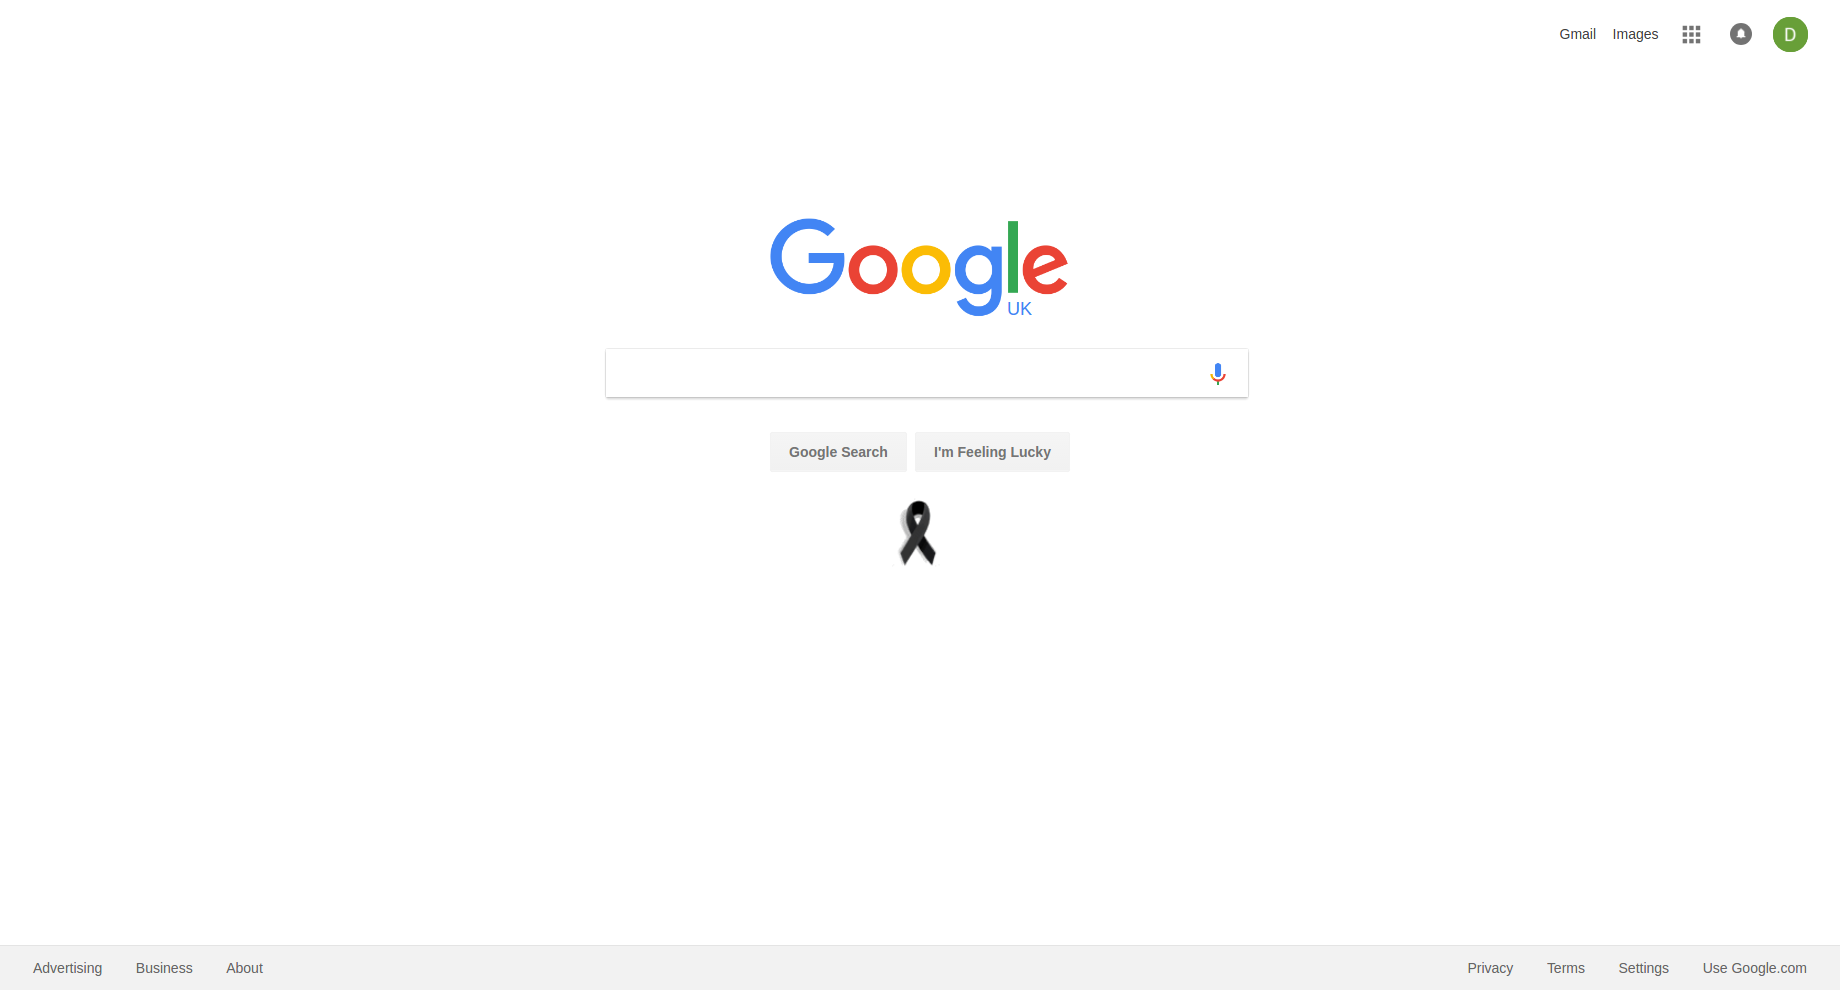 Gmail Images D
Google
UK
Google Search I'm Feeling Lucky
Advertising Business About Privacy Terms Settings Use Google.com